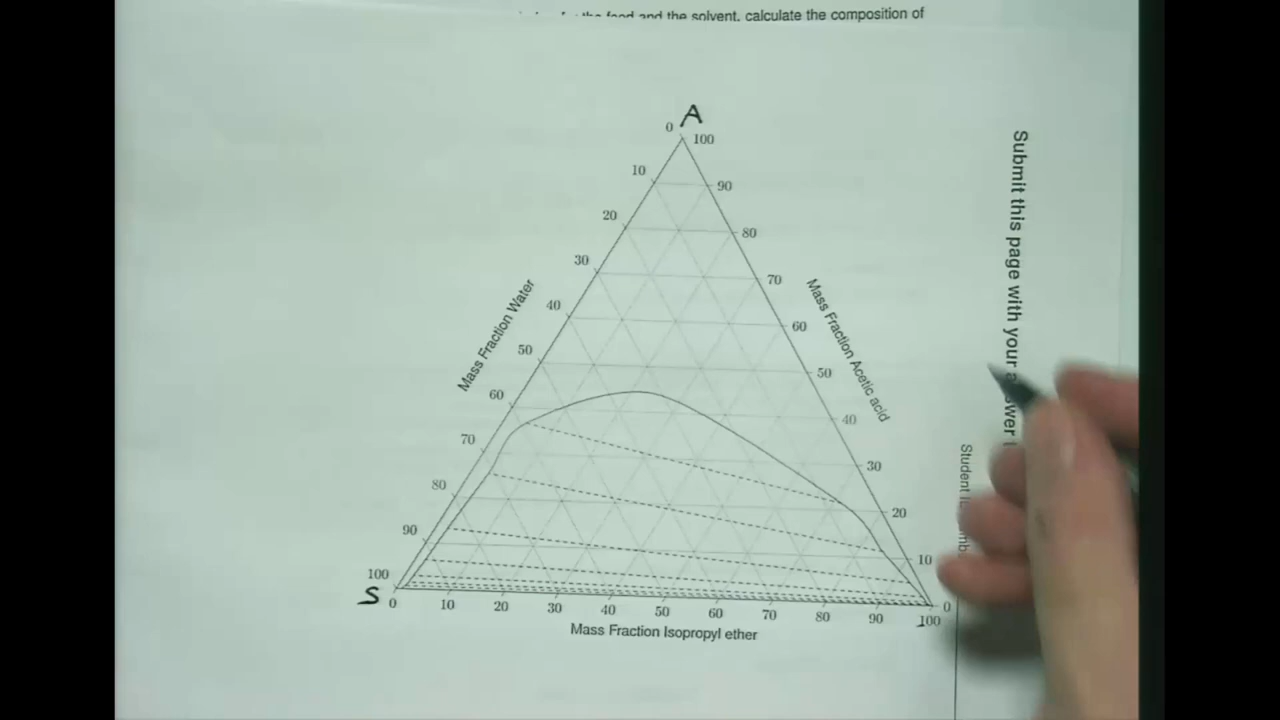 the feed and the solvent, calculate the composition of
A
0
100
10
90
20
80
30
70
40
60
50
50
60
40
70
30
80
20
90
10
100
0
S
0 10 20 30 40 50 60 70 80 90 100
Mass Fraction Water
Mass Fraction Acetic acid
Mass Fraction Isopropyl ether
Submit this page with your
Student